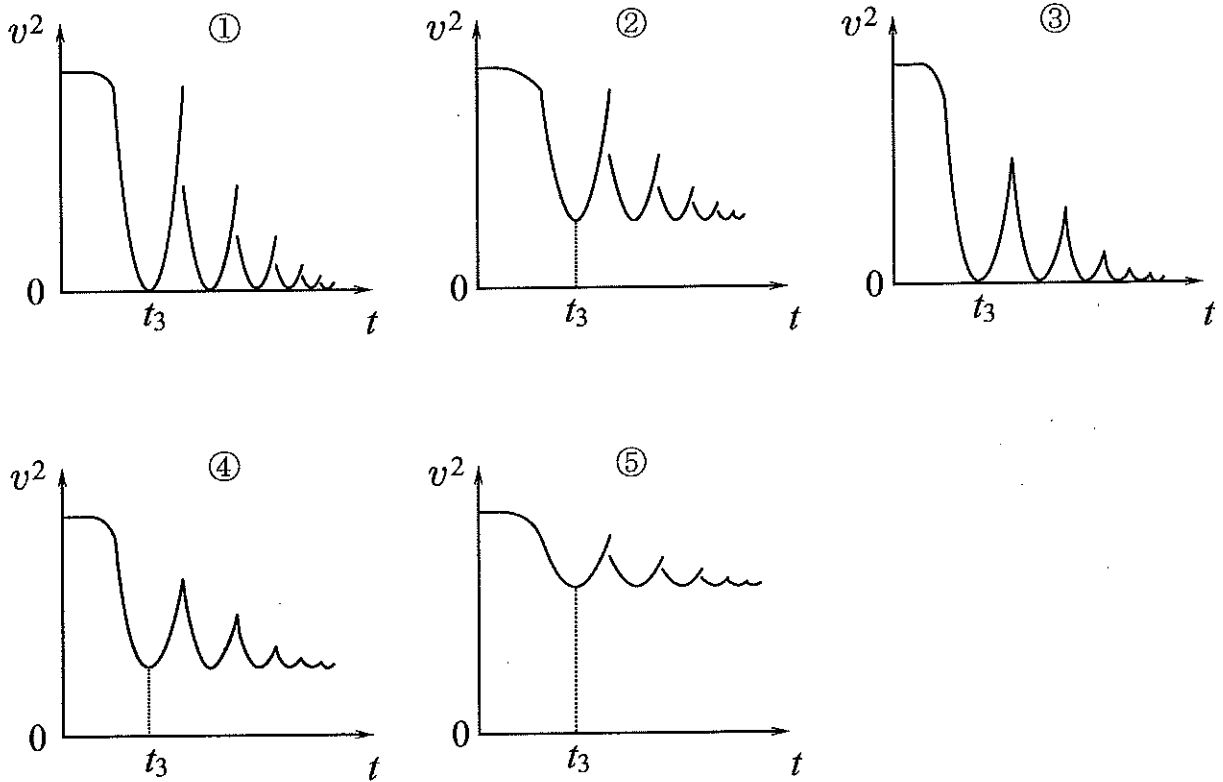 ① ② ③
v² v² v²
0 0 0
t₃ t t₃ t t₃ t
④ ⑤
v² v²
0 0
t₃ t t₃ t